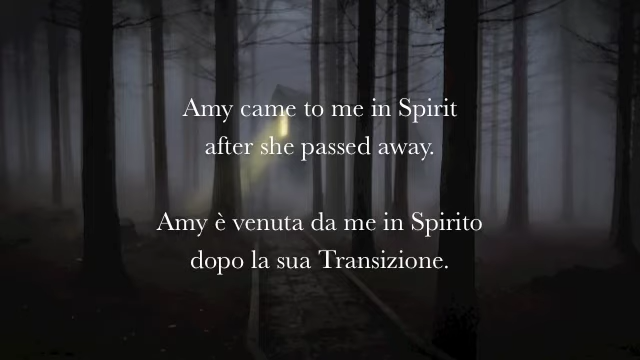 Amy came to me in Spirit
after she passed away.
Amy è venuta da me in Spirito
dopo la sua Transizione.